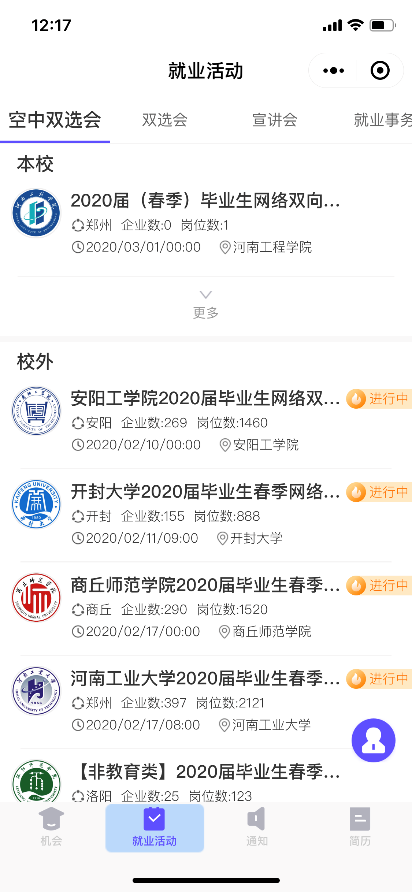 12:17
就业活动
空中双选会 双选会 宣讲会 就业事务
本校
2020届（春季）毕业生网络双向...
郑州 企业数:0 岗位数:1
2020/03/01/00:00 河南工程学院
更多
校外
安阳工学院2020届毕业生网络双... 进行中
安阳 企业数:269 岗位数:1460
2020/02/10/00:00 安阳工学院
开封大学2020届毕业生春季网络... 进行中
开封 企业数:155 岗位数:888
2020/02/11/09:00 开封大学
商丘师范学院2020届毕业生春季... 进行中
商丘 企业数:290 岗位数:1520
2020/02/17/00:00 商丘师范学院
河南工业大学2020届毕业生春季... 进行中
郑州 企业数:397 岗位数:2121
2020/02/17/08:00 河南工业大学
【非教育类】2020届毕业生春季...
洛阳 企业数:25 岗位数:123
机会 就业活动 通知 简历